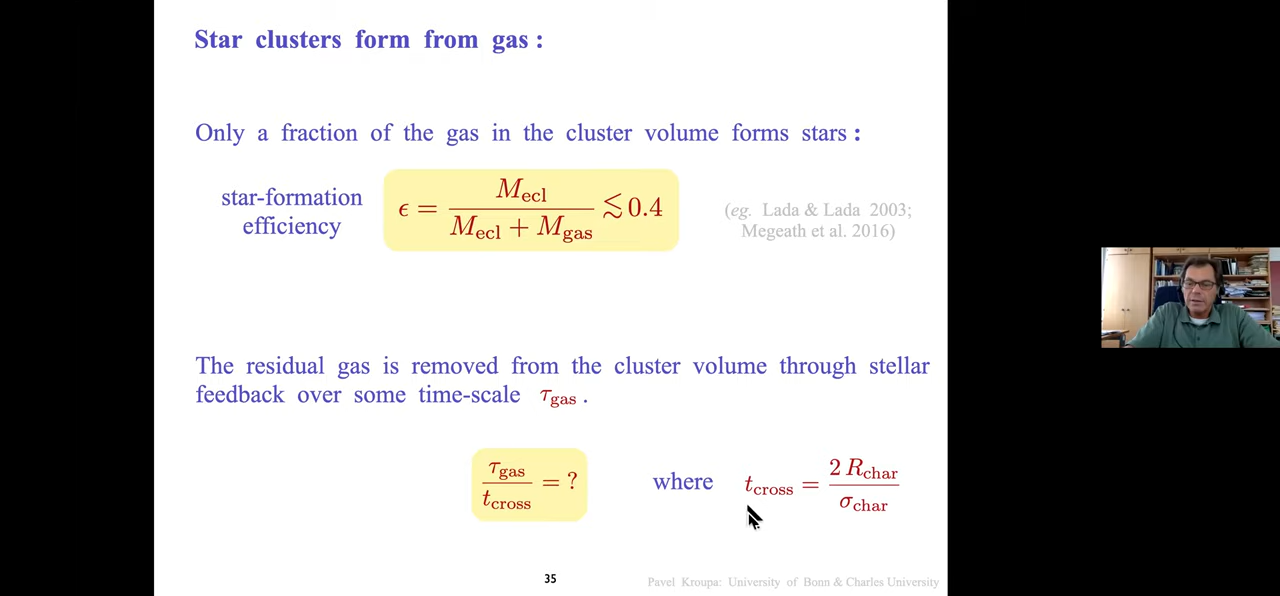 Star clusters form from gas :
Only a fraction of the gas in the cluster volume forms stars :
star-formation
efficiency
ϵ = M_ecl / (M_ecl + M_gas) ≲ 0.4
(eg. Lada & Lada 2003;
Megeath et al. 2016)
The residual gas is removed from the cluster volume through stellar
feedback over some time-scale τ_gas .
τ_gas / t_cross = ?
where
t_cross = 2 R_char / σ_char
35
Pavel Kroupa: University of Bonn & Charles University